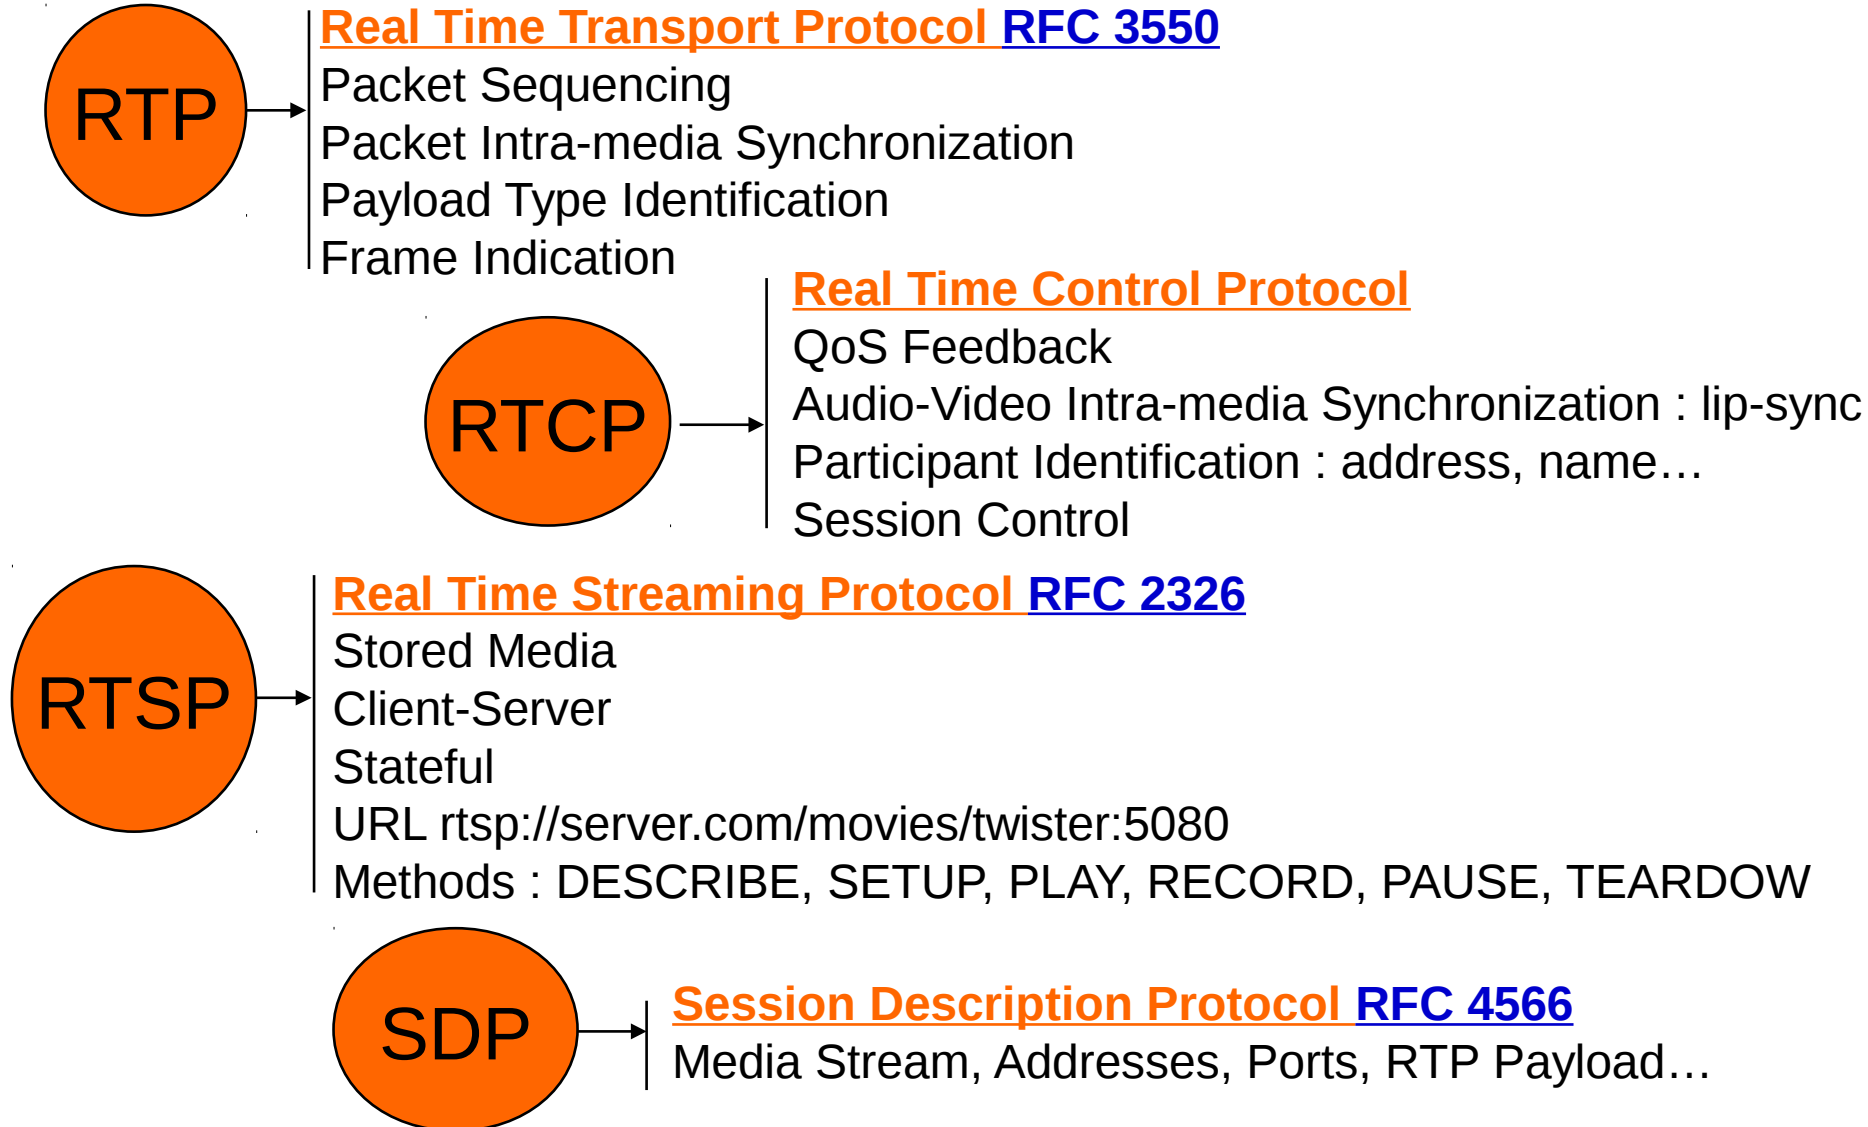 RTP
Real Time Transport Protocol RFC 3550
Packet Sequencing
Packet Intra-media Synchronization
Payload Type Identification
Frame Indication
RTCP
Real Time Control Protocol
QoS Feedback
Audio-Video Intra-media Synchronization : lip-sync
Participant Identification : address, name…
Session Control
RTSP
Real Time Streaming Protocol RFC 2326
Stored Media
Client-Server
Stateful
URL rtsp://server.com/movies/twister:5080
Methods : DESCRIBE, SETUP, PLAY, RECORD, PAUSE, TEARDOW
SDP
Session Description Protocol RFC 4566
Media Stream, Addresses, Ports, RTP Payload…